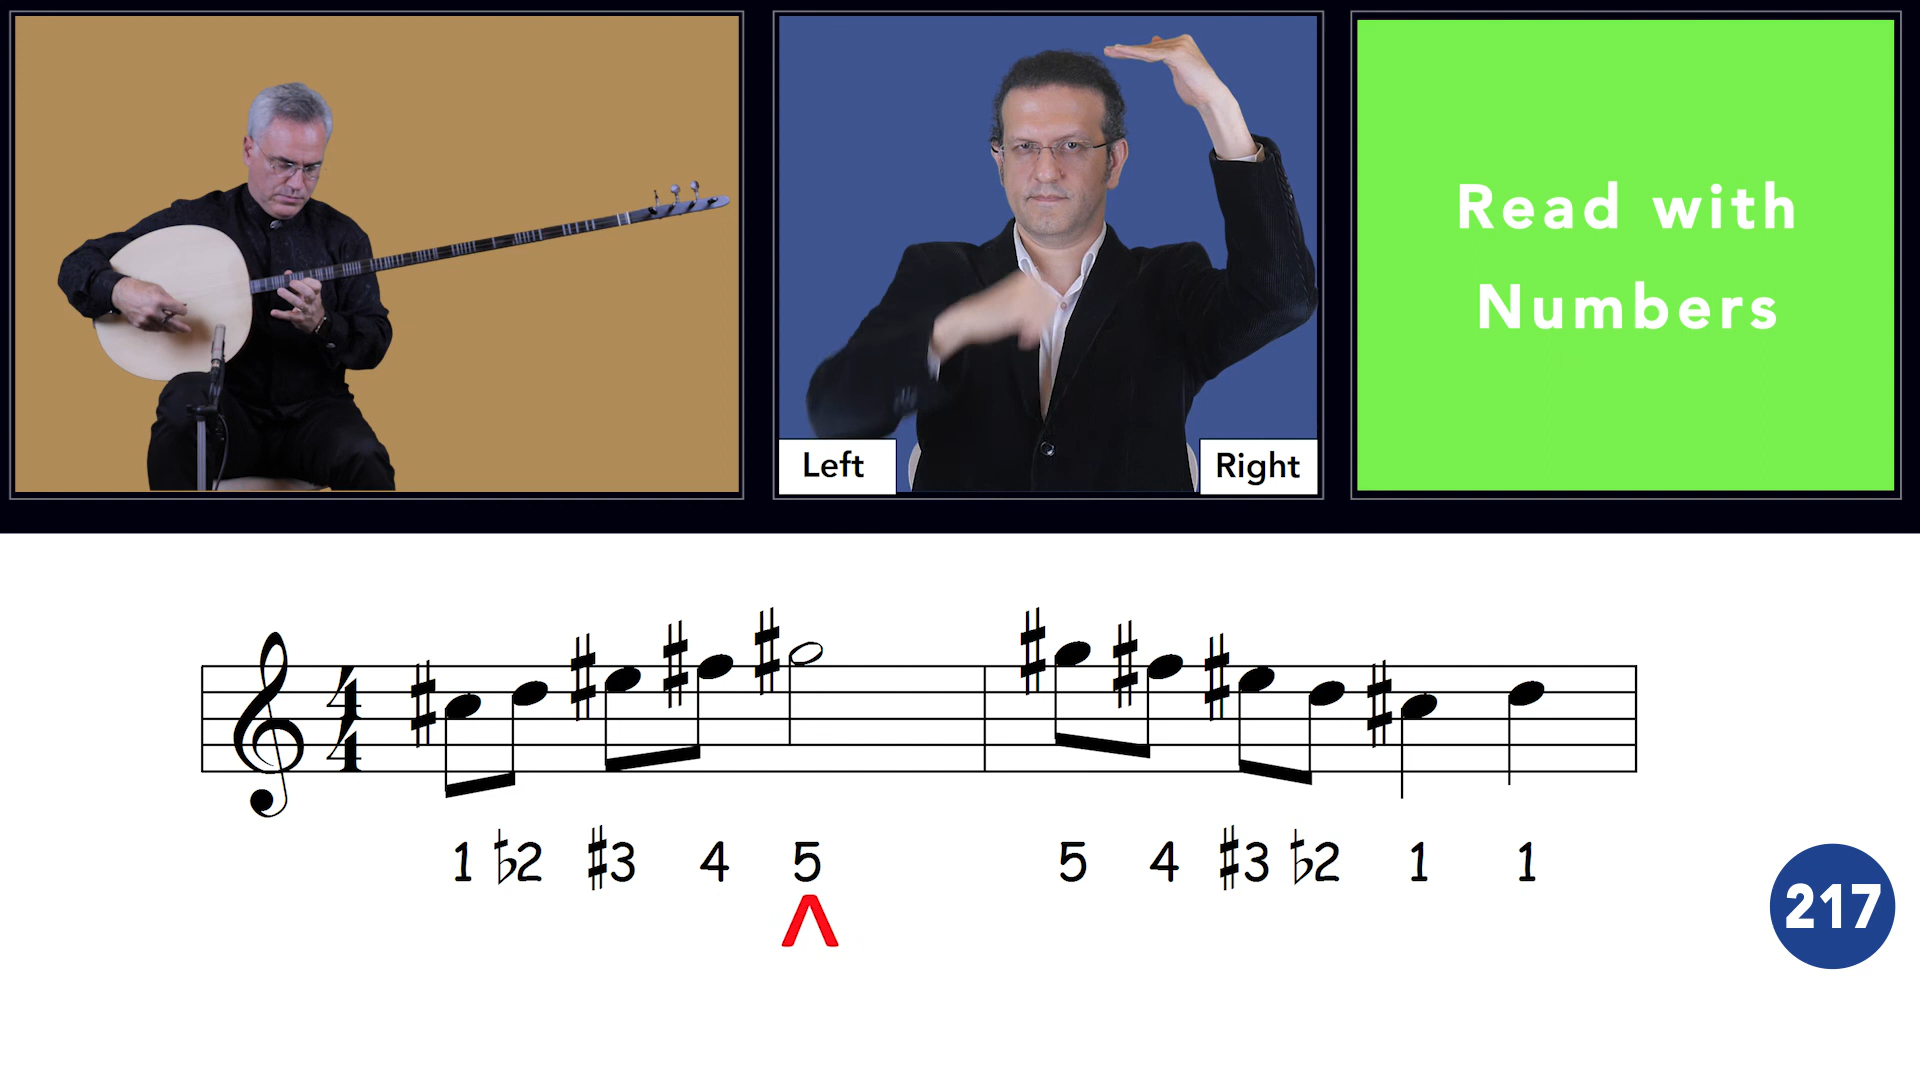 Left
Right
Read with
Numbers
4
4
1 ♭2 ♯3 4 5 5 4 ♯3 ♭2 1 1
217